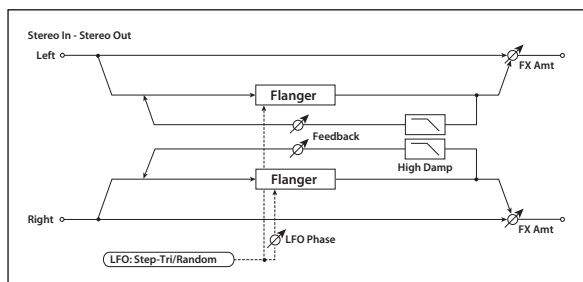 Stereo In - Stereo Out
Left
FX Amt
Flanger
Feedback
High Damp
Flanger
Right
LFO Phase
FX Amt
LFO: Step-Tri/Random